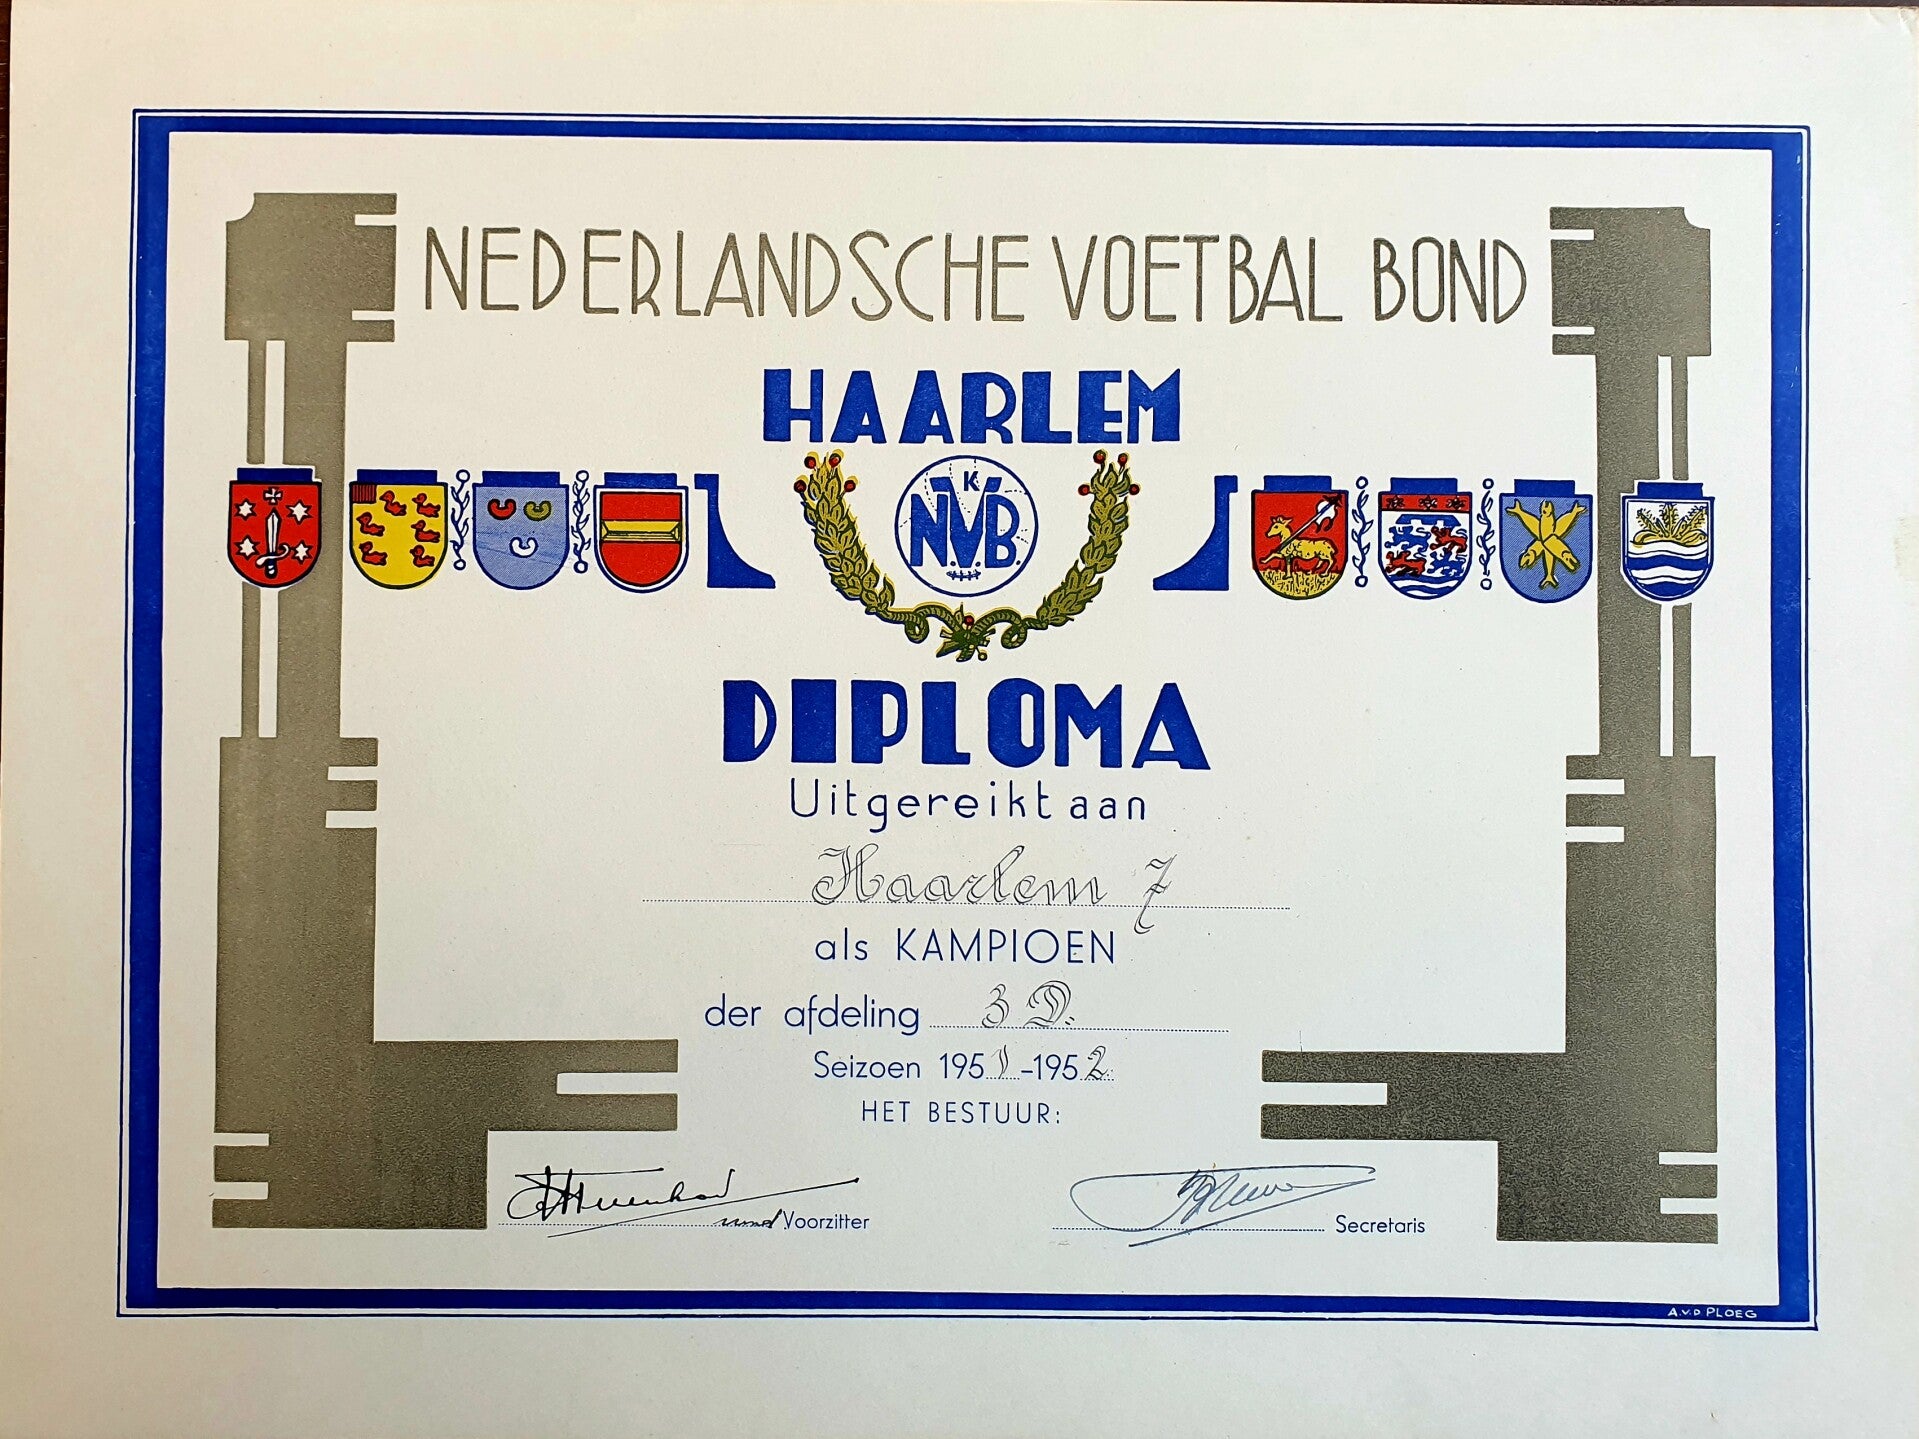 NEDERLANDSCHE VOETBAL BOND
HAARLEM
K
N.V.B.
DIPLOMA
Uitgereikt aan
Haarlem 7
als KAMPIOEN
der afdeling 3 D.
Seizoen 1951-1952
HET BESTUUR:
Voorzitter
Secretaris
A.v.D PLOEG